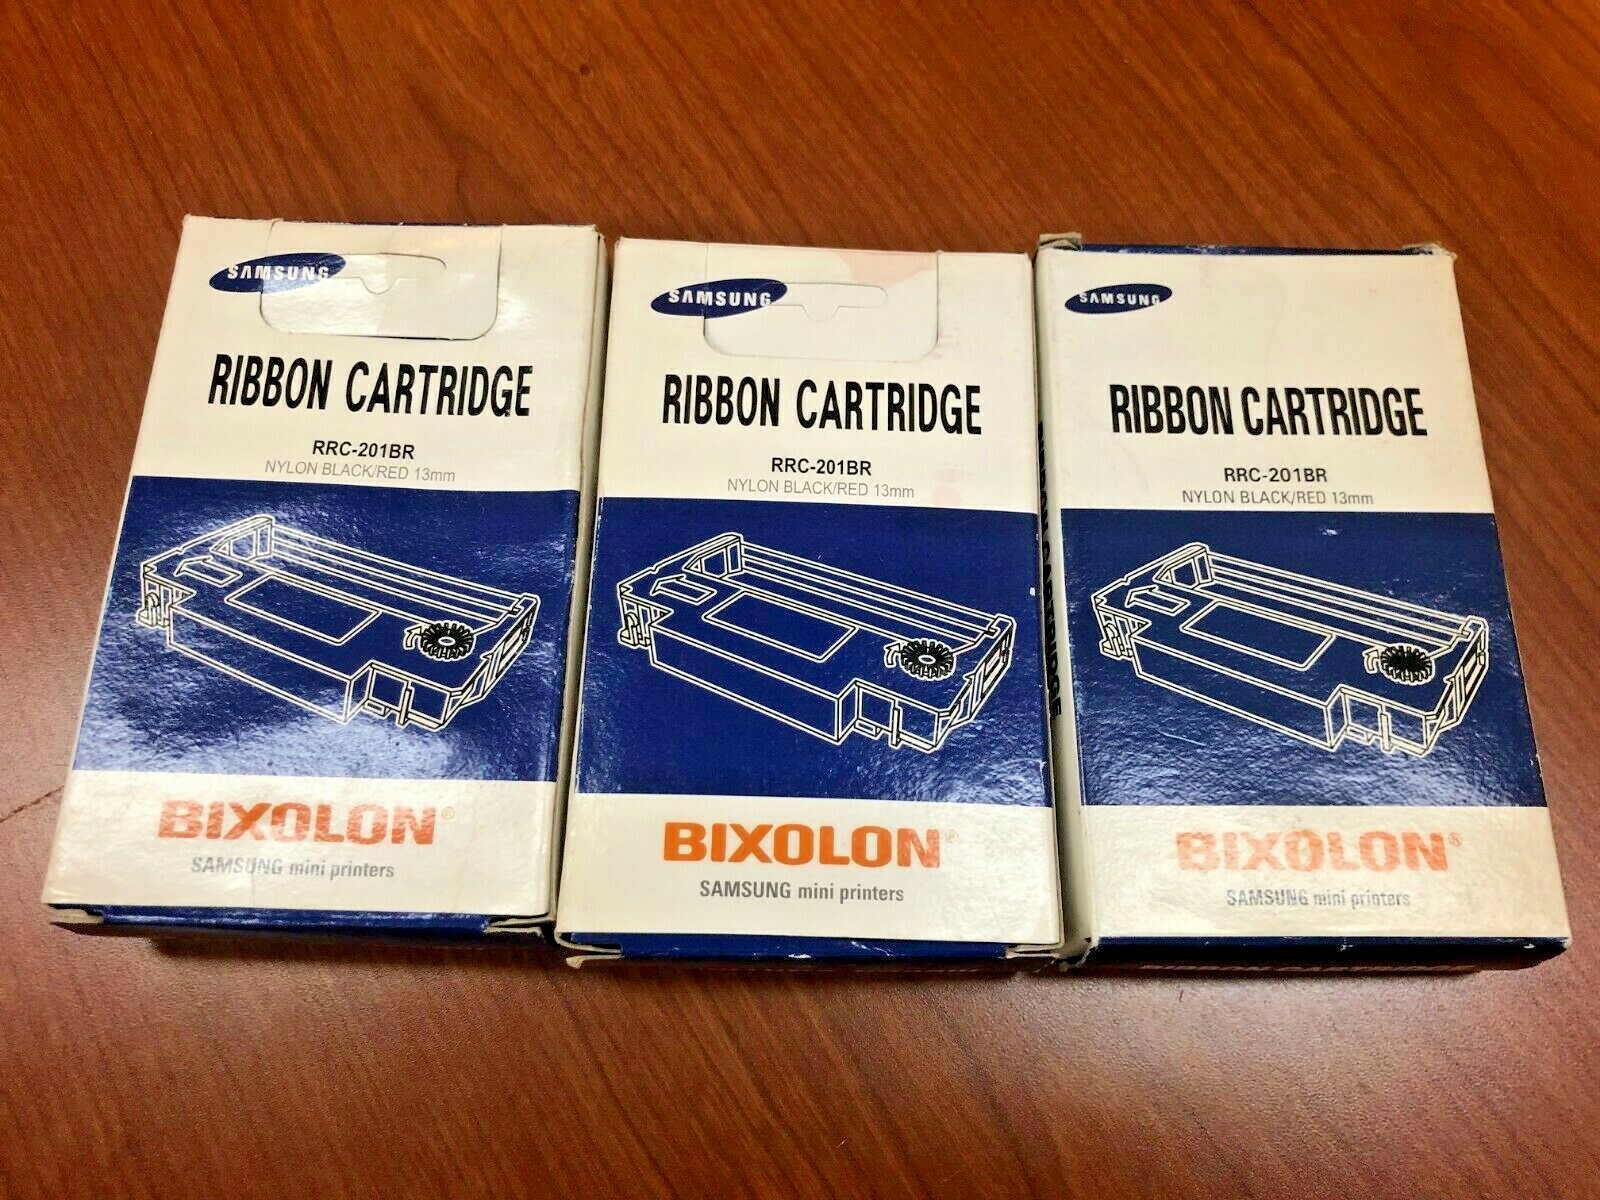 SAMSUNG
RIBBON CARTRIDGE
RRC-201BR
NYLON BLACK/RED 13mm
BIXOLON®
SAMSUNG mini printers
SAMSUNG
RIBBON CARTRIDGE
RRC-201BR
NYLON BLACK/RED 13mm
BIXOLON®
SAMSUNG mini printers
SAMSUNG
RIBBON CARTRIDGE
RRC-201BR
NYLON BLACK/RED 13mm
BIXOLON®
SAMSUNG mini printers
RIBBON CARTRIDGE